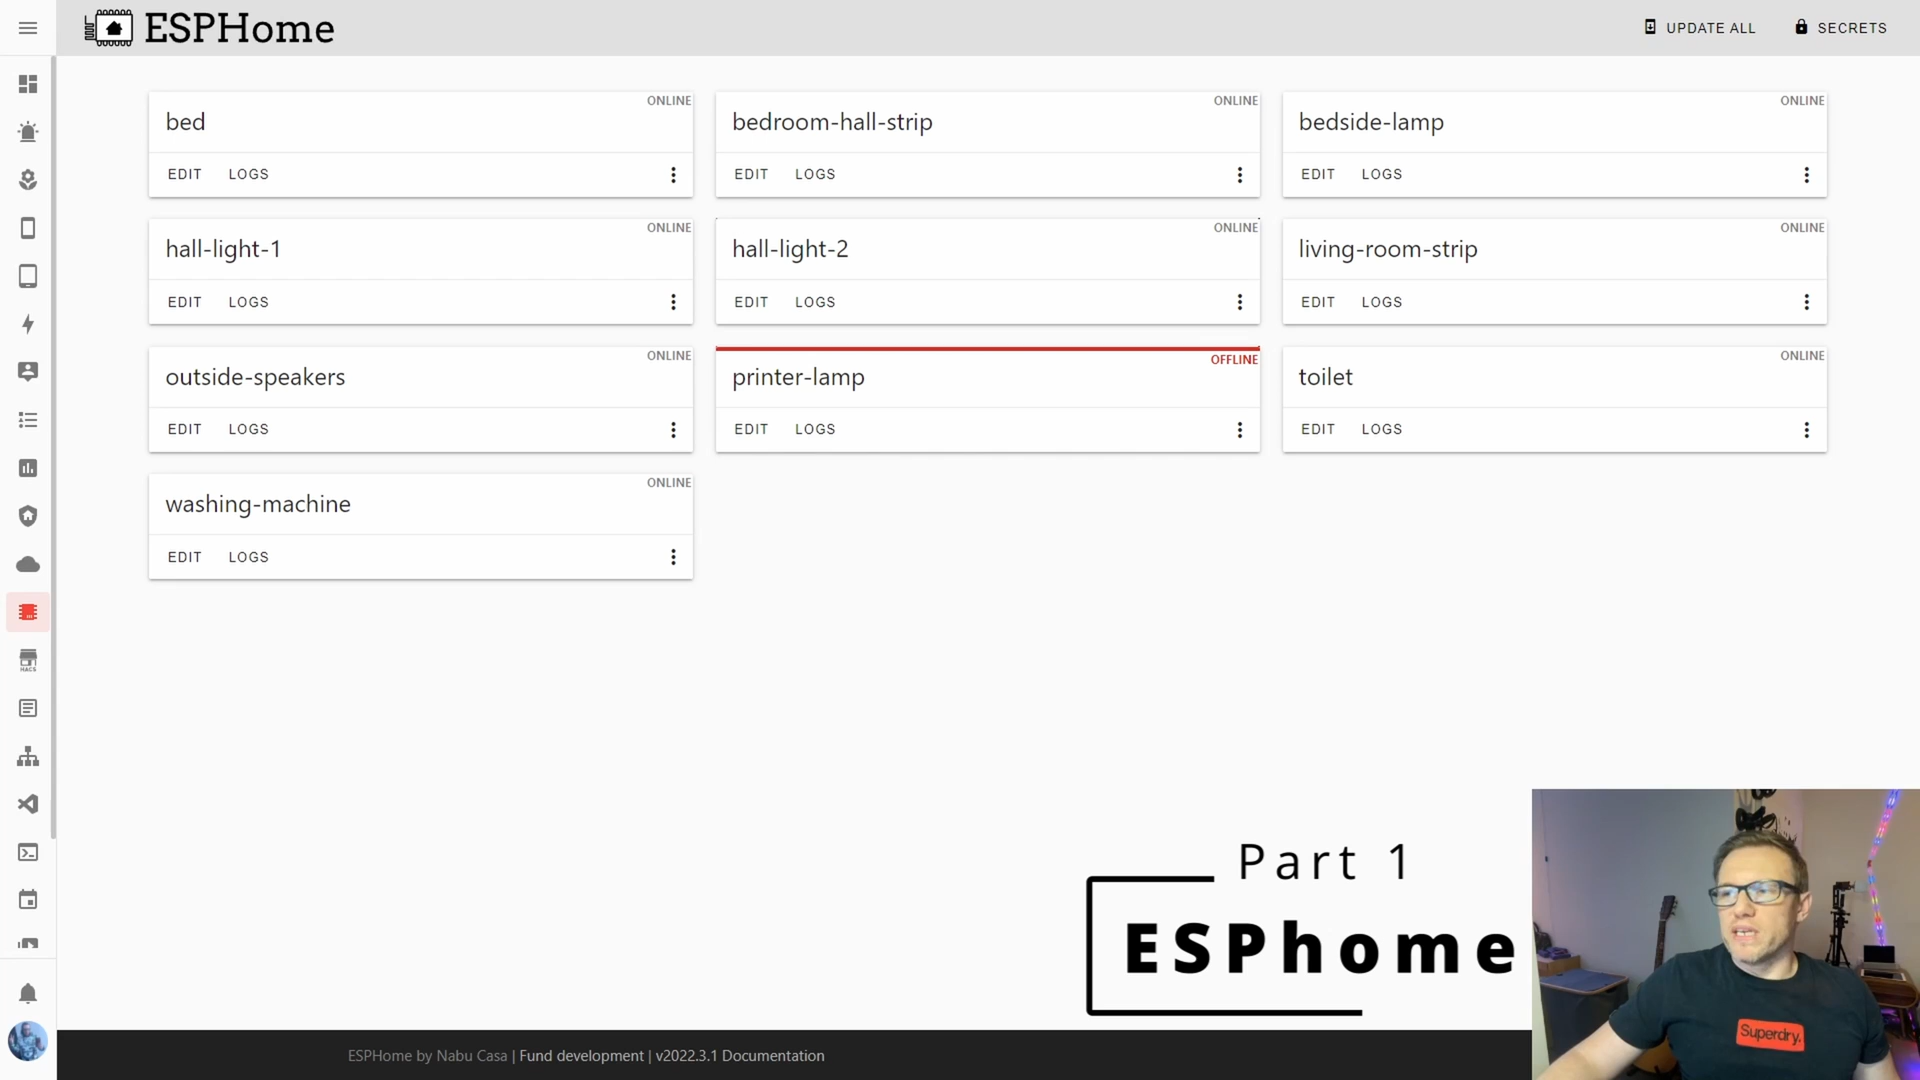 ESPHome
UPDATE ALL
SECRETS
ONLINE
bed
EDIT LOGS
ONLINE
bedroom-hall-strip
EDIT LOGS
ONLINE
bedside-lamp
EDIT LOGS
ONLINE
hall-light-1
EDIT LOGS
ONLINE
hall-light-2
EDIT LOGS
ONLINE
living-room-strip
EDIT LOGS
ONLINE
outside-speakers
EDIT LOGS
OFFLINE
printer-lamp
EDIT LOGS
ONLINE
toilet
EDIT LOGS
ONLINE
washing-machine
EDIT LOGS
HACS
Part 1
ESPhome
Superdry.
ESPHome by Nabu Casa | Fund development | v2022.3.1 Documentation